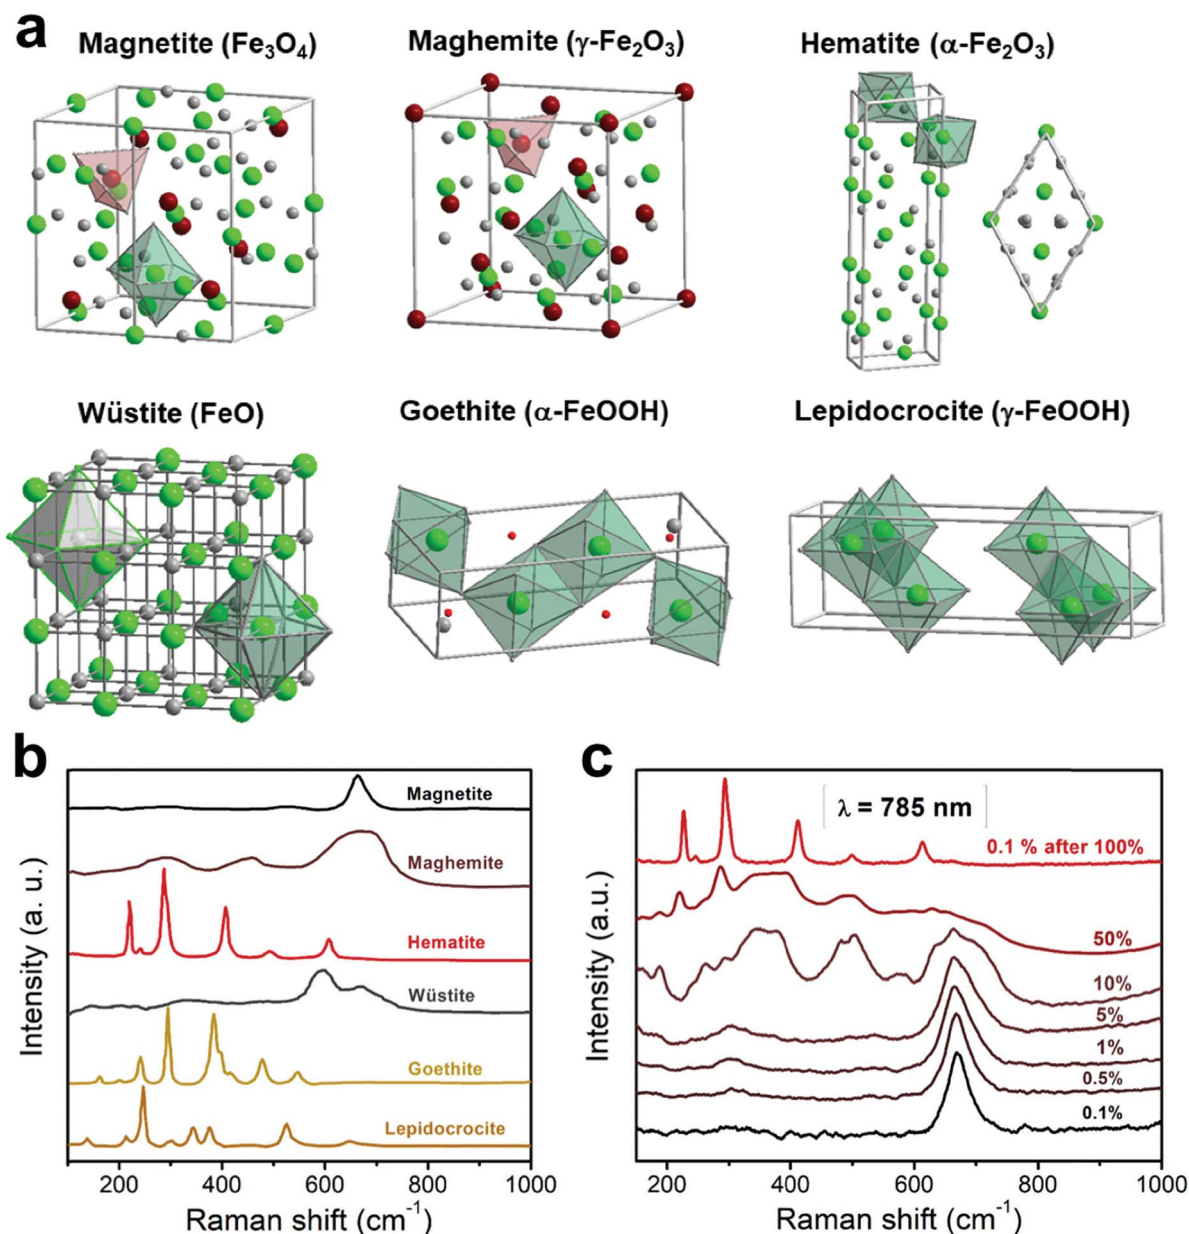 a
Magnetite (Fe₃O₄)
Maghemite (γ-Fe₂O₃)
Hematite (α-Fe₂O₃)
Wüstite (FeO)
Goethite (α-FeOOH)
Lepidocrocite (γ-FeOOH)
b
Intensity (a. u.)
Magnetite
Maghemite
Hematite
Wüstite
Goethite
Lepidocrocite
200 400 600 800 1000
Raman shift (cm⁻¹)
c
Intensity (a.u.)
λ = 785 nm
0.1 % after 100%
50%
10%
5%
1%
0.5%
0.1%
200 400 600 800 1000
Raman shift (cm⁻¹)